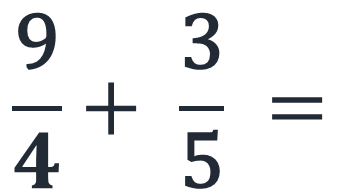 9/4 + 3/5 =